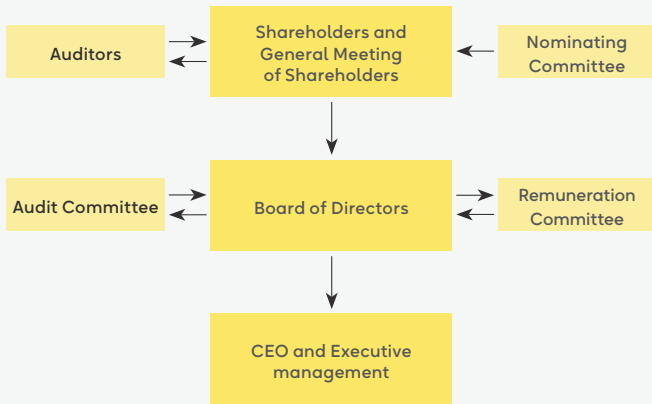 Auditors
Shareholders and
General Meeting
of Shareholders
Nominating
Committee
Audit Committee
Board of Directors
Remuneration
Committee
CEO and Executive
management